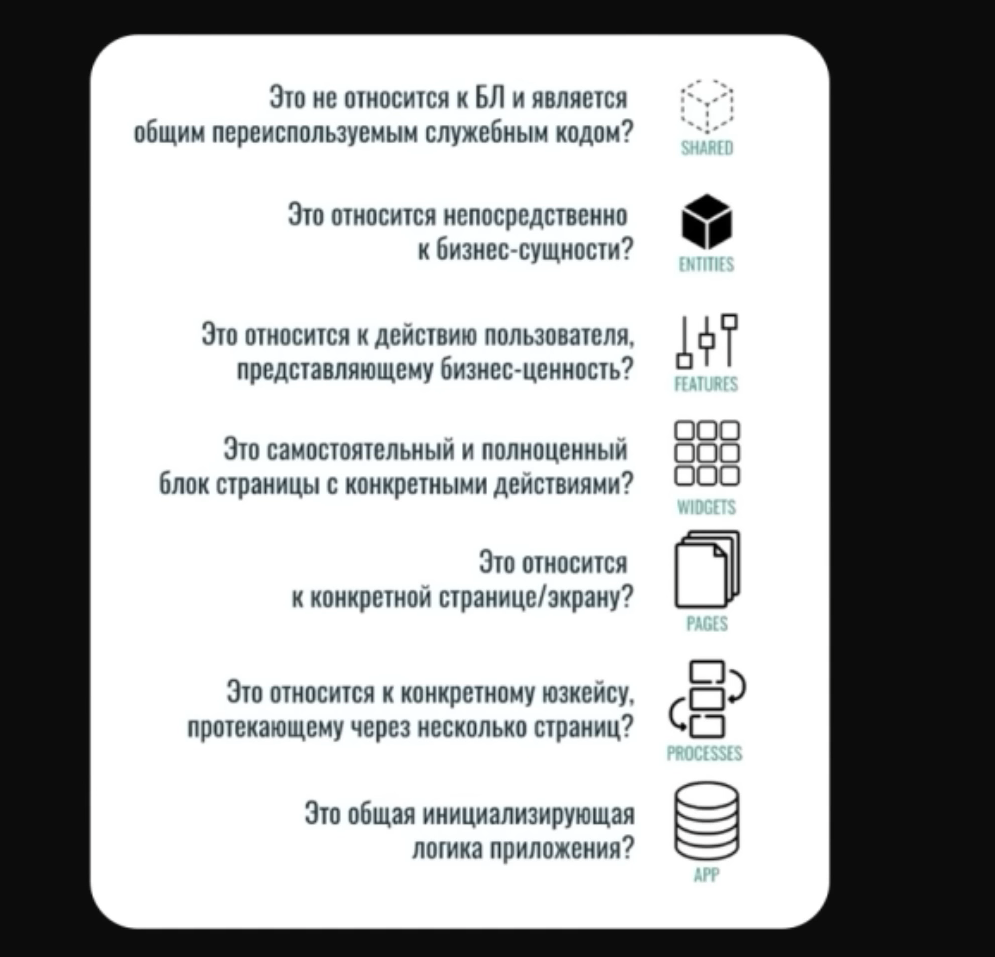 Это не относится к БЛ и является
общим переиспользуемым служебным кодом?
SHARED
Это относится непосредственно
к бизнес-сущности?
ENTITIES
Это относится к действию пользователя,
представляющему бизнес-ценность?
FEATURES
Это самостоятельный и полноценный
блок страницы с конкретными действиями?
WIDGETS
Это относится
к конкретной странице/экрану?
PAGES
Это относится к конкретному юзкейсу,
протекающему через несколько страниц?
PROCESSES
Это общая инициализирующая
логика приложения?
APP